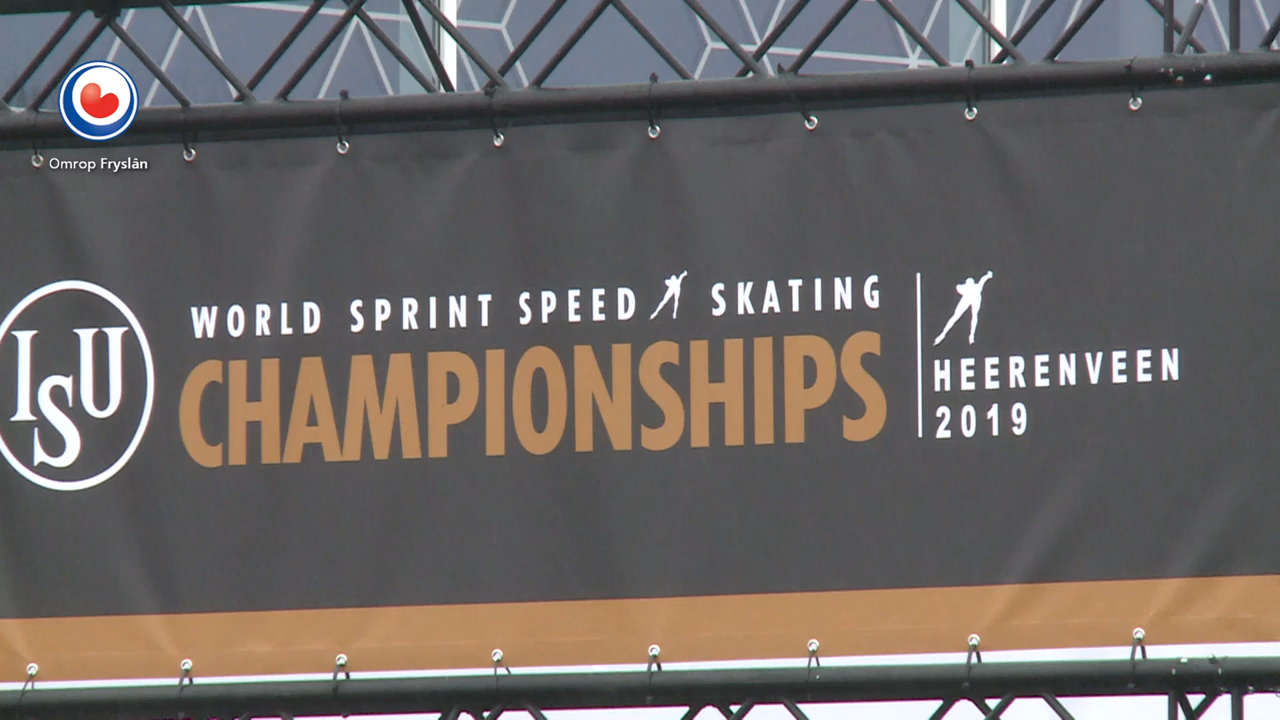 Omrop Fryslân
ISU
WORLD SPRINT SPEED SKATING
CHAMPIONSHIPS
HEERENVEEN
2019